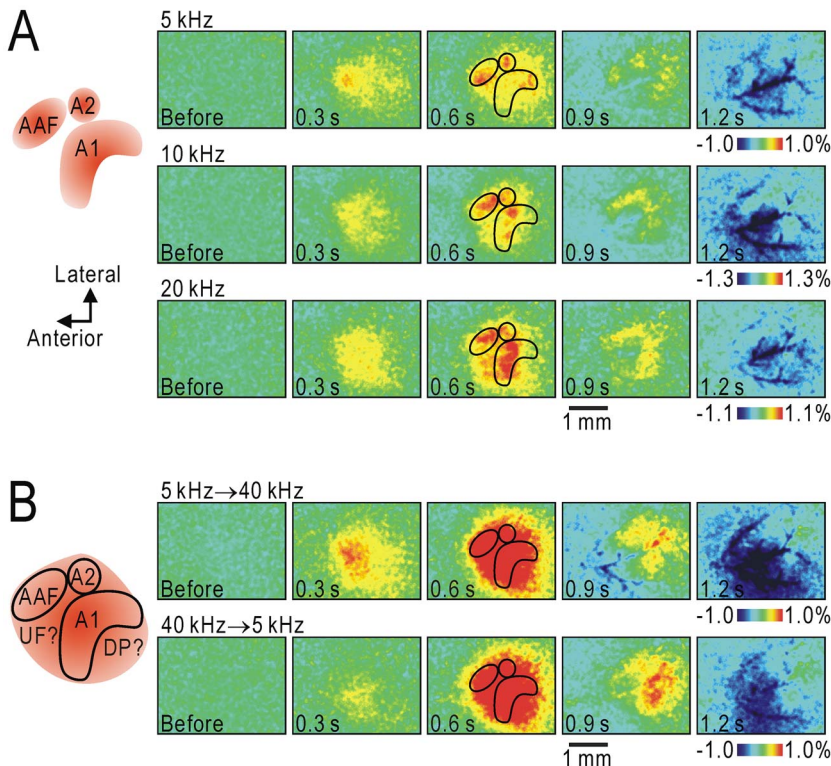 A
5 kHz
A2
AAF
A1
Before
0.3 s
0.6 s
0.9 s
1.2 s
-1.0
1.0%
10 kHz
Before
0.3 s
0.6 s
0.9 s
1.2 s
-1.3
1.3%
Lateral
Anterior
20 kHz
Before
0.3 s
0.6 s
0.9 s
1.2 s
-1.1
1.1%
1 mm
B
5 kHz→40 kHz
A2
AAF
A1
UF?
DP?
Before
0.3 s
0.6 s
0.9 s
1.2 s
-1.0
1.0%
40 kHz→5 kHz
Before
0.3 s
0.6 s
0.9 s
1.2 s
-1.0
1.0%
1 mm